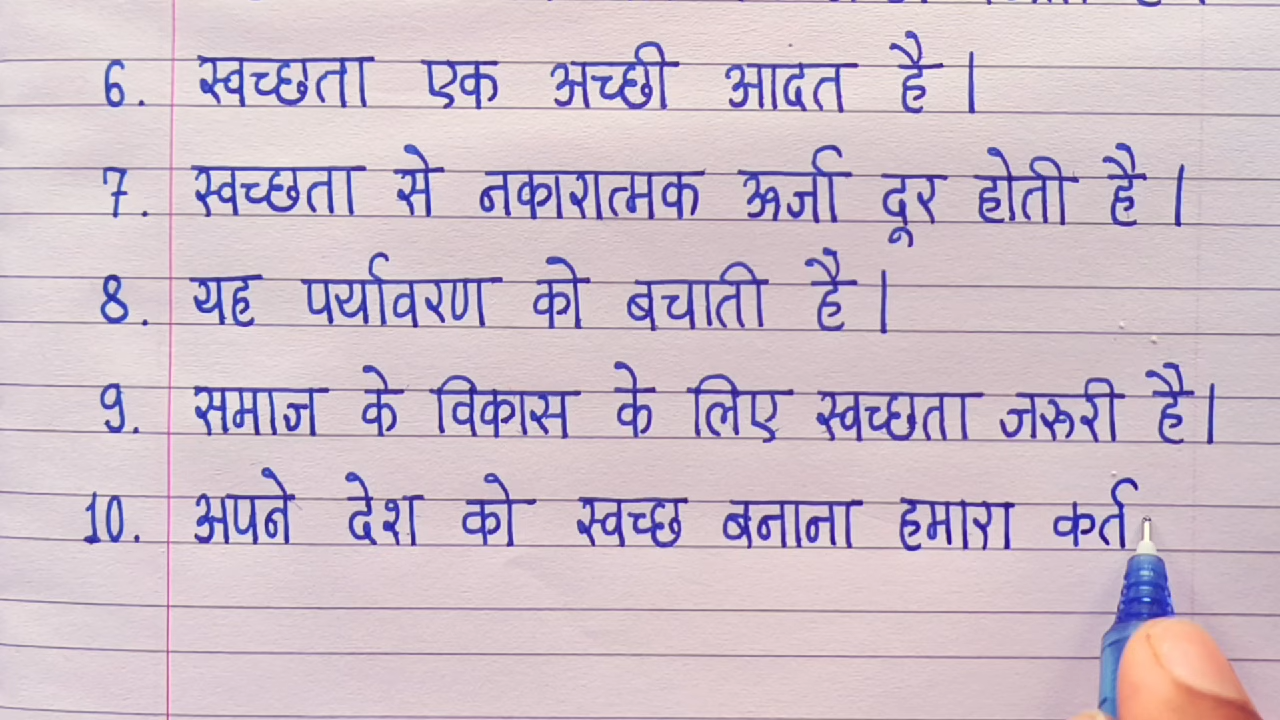 6. स्वच्छता एक अच्छी आदत है।
7. स्वच्छता से नकारात्मक ऊर्जा दूर होती है।
8. यह पर्यावरण को बचाती है।
9. समाज के विकास के लिए स्वच्छता जरूरी है।
10. अपने देश को स्वच्छ बनाना हमारा कर्त